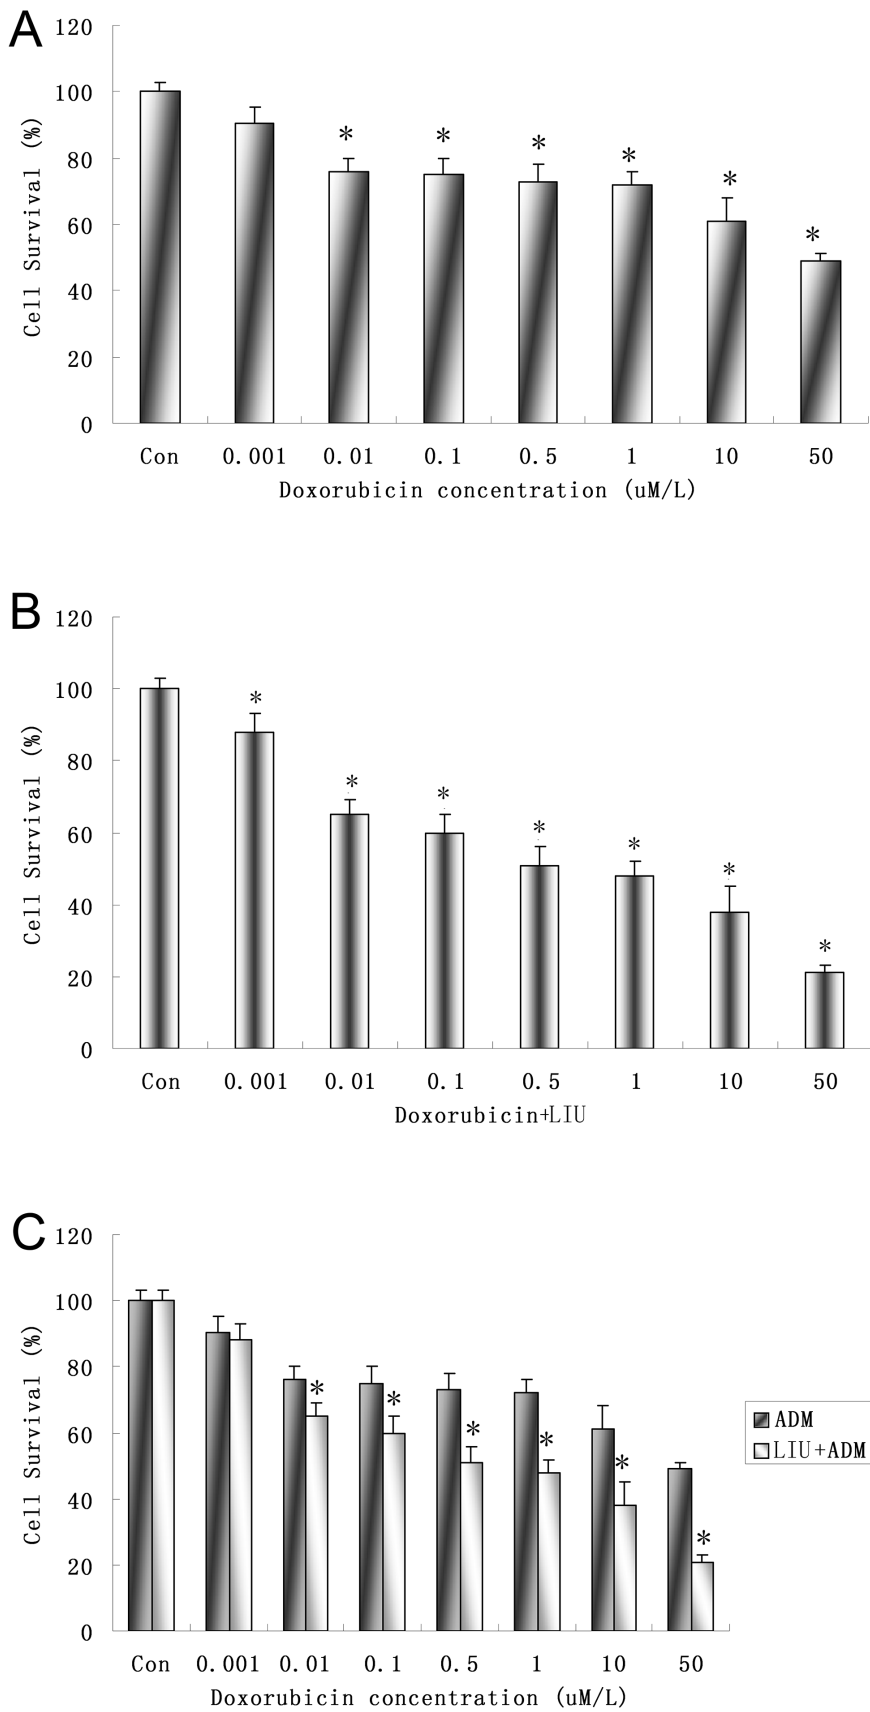 A
120
100
80
60
40
20
0
Cell Survival (%)
* * * * * *
Con 0.001 0.01 0.1 0.5 1 10 50
Doxorubicin concentration (uM/L)
B
120
100
80
60
40
20
0
Cell Survival (%)
* * * * * * *
Con 0.001 0.01 0.1 0.5 1 10 50
Doxorubicin+LIU
C
120
100
80
60
40
20
0
Cell Survival (%)
* * * * * *
ADM
LIU+ADM
Con 0.001 0.01 0.1 0.5 1 10 50
Doxorubicin concentration (uM/L)